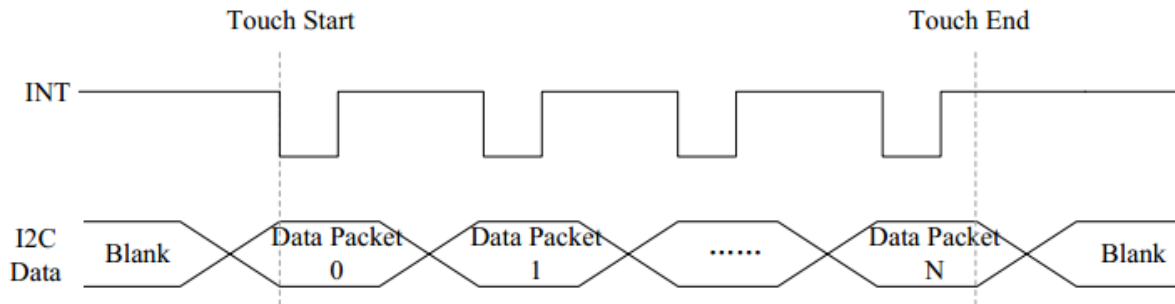 Touch Start
Touch End
INT
I2C
Data
Blank
Data Packet
0
Data Packet
1
……
Data Packet
N
Blank